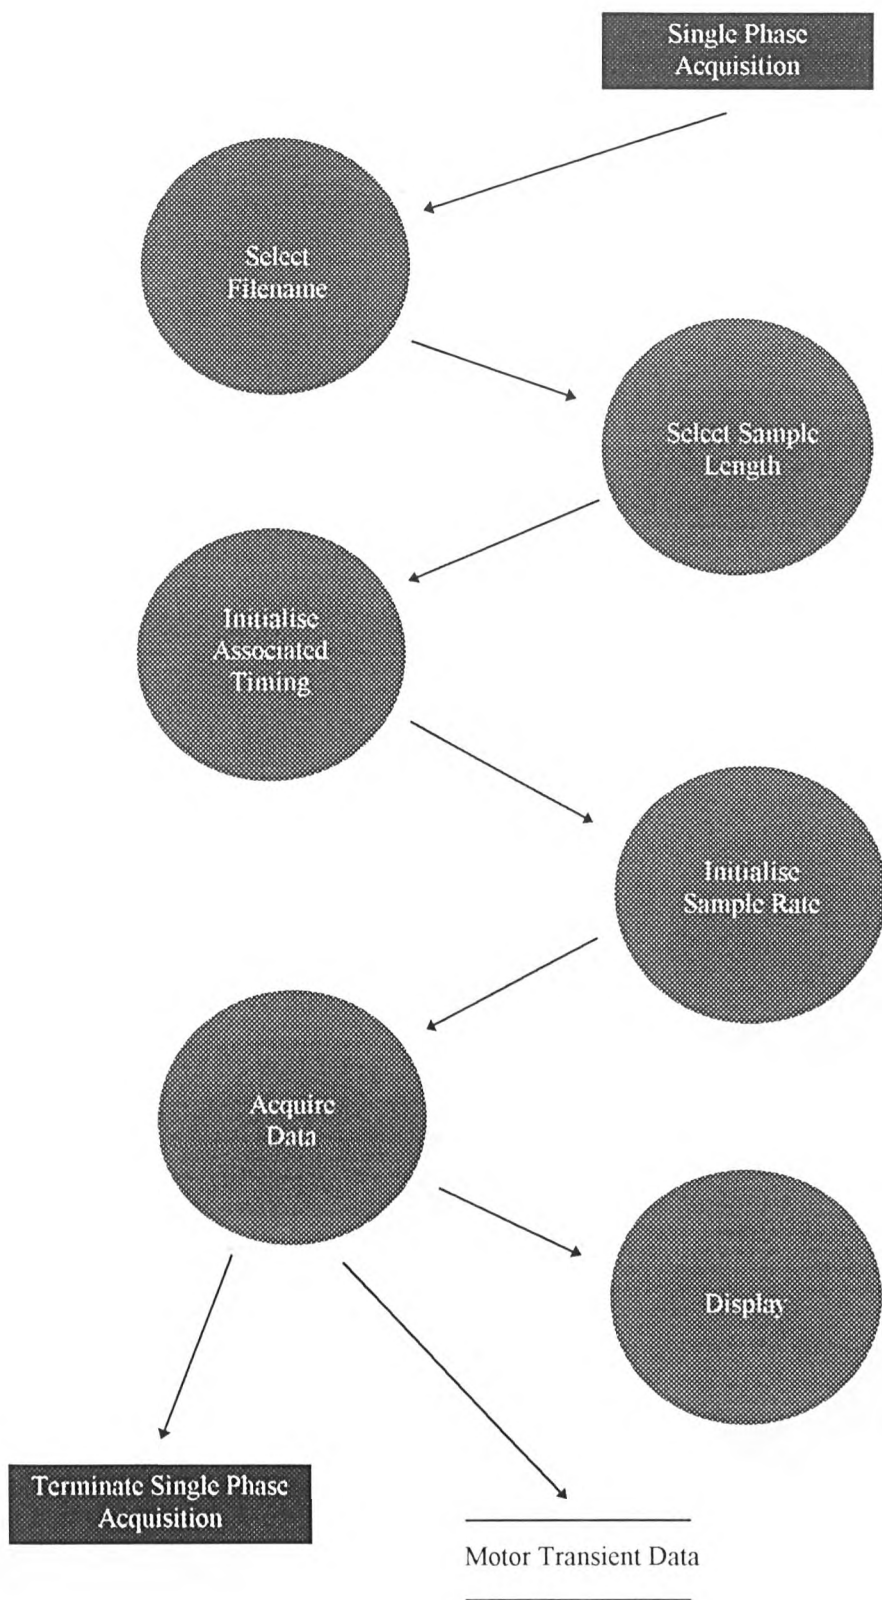 Single Phase
Acquisition
Select
Filename
Select Sample
Length
Initialise
Associated
Timing
Initialise
Sample Rate
Acquire
Data
Display
Terminate Single Phase
Acquisition
Motor Transient Data